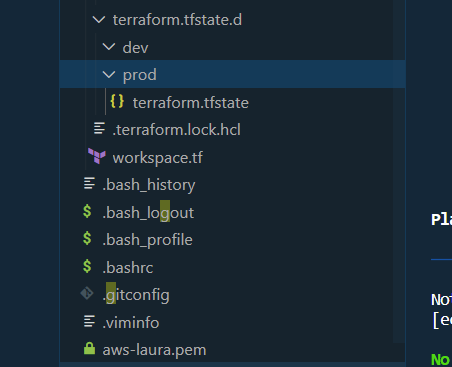 terraform.tfstate.d
dev
prod
{} terraform.tfstate
.terraform.lock.hcl
workspace.tf
.bash_history
$ .bash_logout
$ .bash_profile
$ .bashrc
.gitconfig
.viminfo
aws-laura.pem
Pla
Not
[ec
No